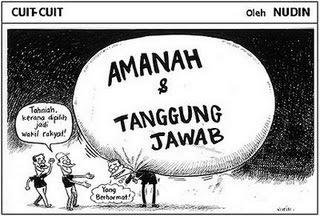 CUIT-CUIT
Oleh NUDIN
AMANAH
&
TANGGUNG
JAWAB
Tahniah,
kerana dipilih
jadi
wakil rakyat!
Yang
Berhormat!